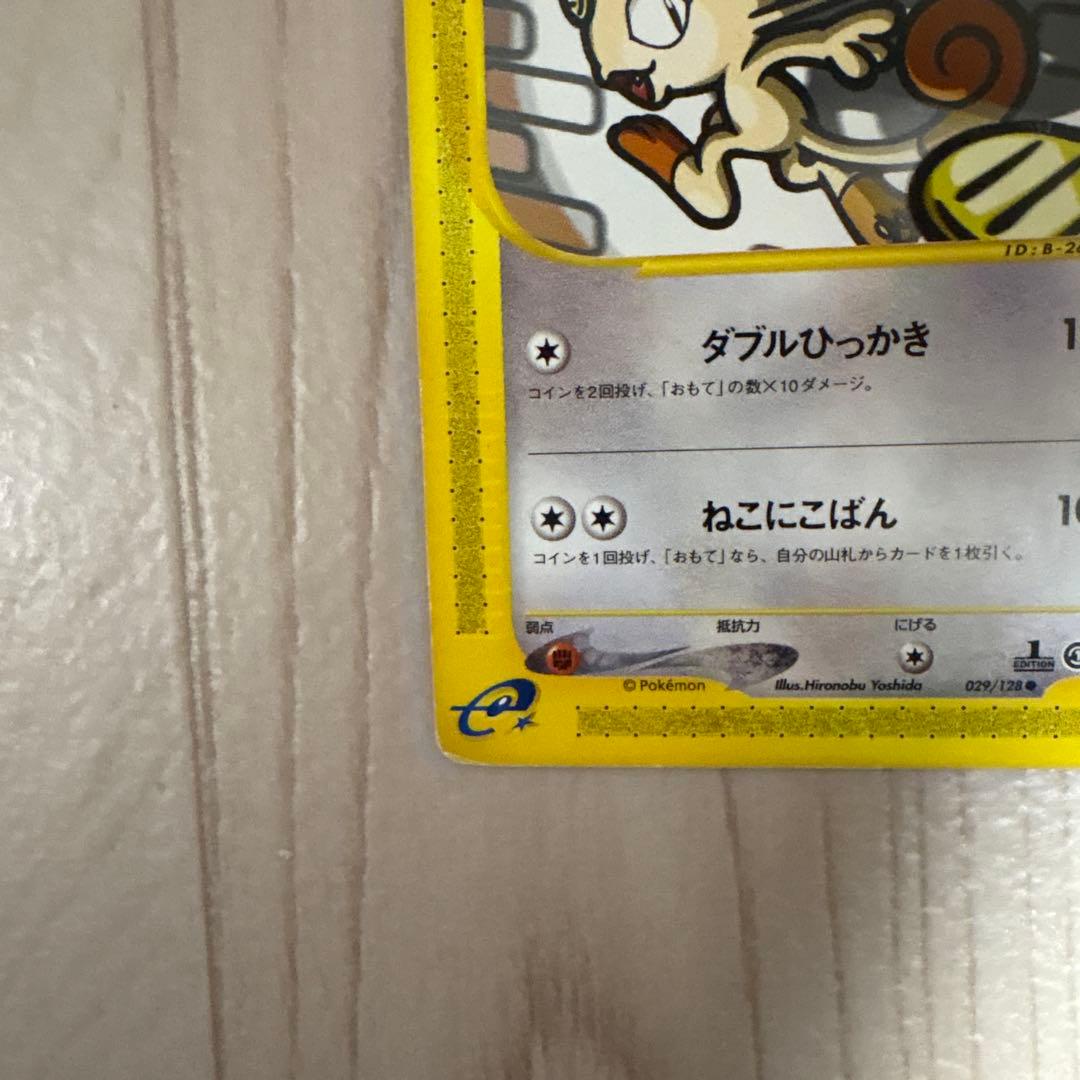 ID:B-2
ダブルひっかき 1
コインを2回投げ、「おもて」の数×10ダメージ。
ねこにこばん 10
コインを1回投げ、「おもて」なら、自分の山札からカードを1枚引く。
弱点 抵抗力 にげる
1 EDITION
©Pokémon Illus.Hironobu Yoshida 029/128●
e